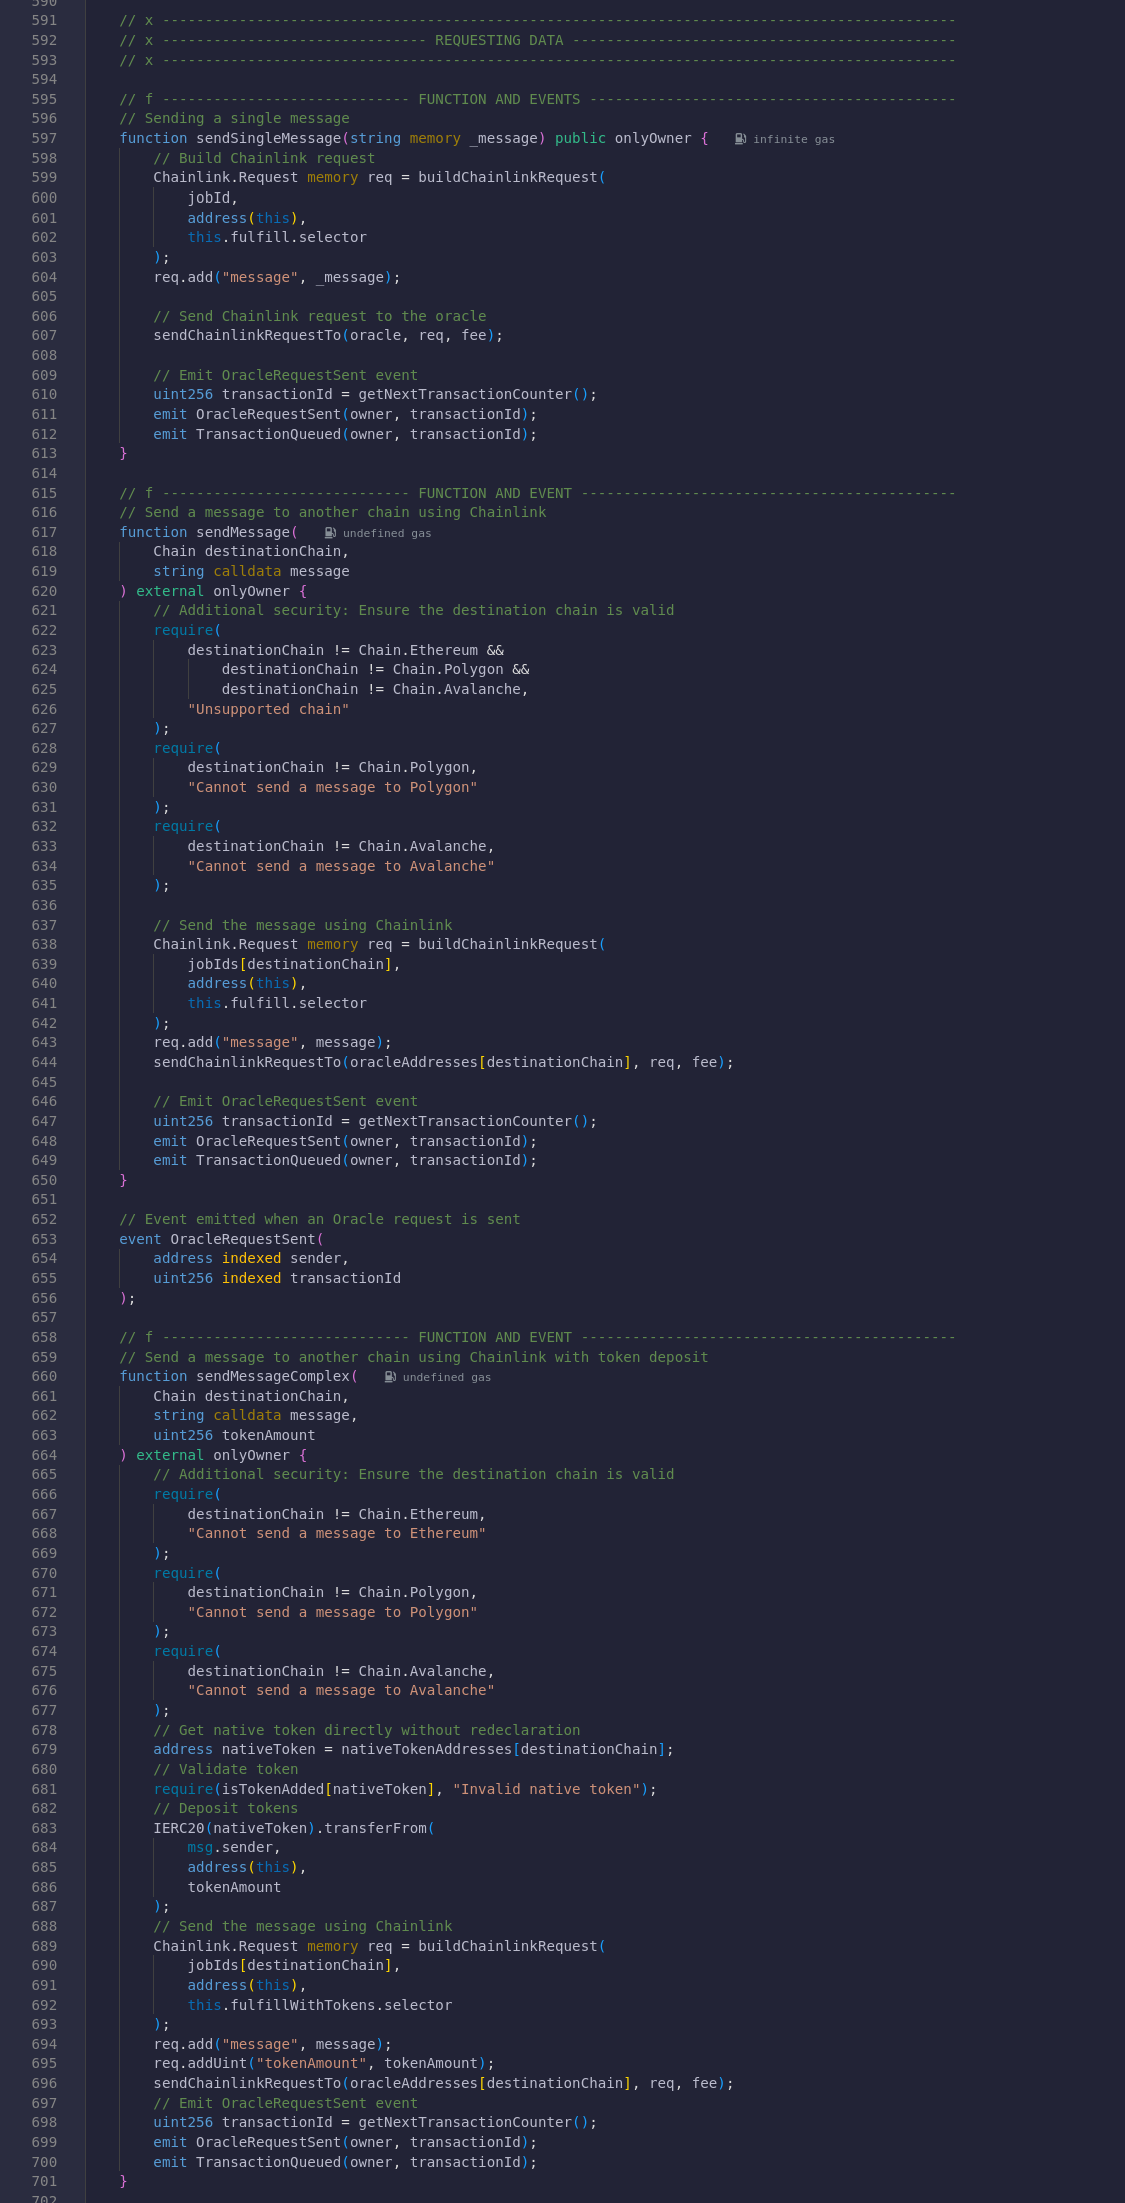 590
591 // x ---------------------------------------------------------------------------------------------
592 // x ------------------------------- REQUESTING DATA ---------------------------------------------
593 // x ---------------------------------------------------------------------------------------------
594
595 // f ----------------------------- FUNCTION AND EVENTS -------------------------------------------
596 // Sending a single message
597 function sendSingleMessage(string memory _message) public onlyOwner { infinite gas
598 // Build Chainlink request
599 Chainlink.Request memory req = buildChainlinkRequest(
600 jobId,
601 address(this),
602 this.fulfill.selector
603 );
604 req.add("message", _message);
605
606 // Send Chainlink request to the oracle
607 sendChainlinkRequestTo(oracle, req, fee);
608
609 // Emit OracleRequestSent event
610 uint256 transactionId = getNextTransactionCounter();
611 emit OracleRequestSent(owner, transactionId);
612 emit TransactionQueued(owner, transactionId);
613 }
614
615 // f ----------------------------- FUNCTION AND EVENT --------------------------------------------
616 // Send a message to another chain using Chainlink
617 function sendMessage( undefined gas
618 Chain destinationChain,
619 string calldata message
620 ) external onlyOwner {
621 // Additional security: Ensure the destination chain is valid
622 require(
623 destinationChain != Chain.Ethereum &&
624 destinationChain != Chain.Polygon &&
625 destinationChain != Chain.Avalanche,
626 "Unsupported chain"
627 );
628 require(
629 destinationChain != Chain.Polygon,
630 "Cannot send a message to Polygon"
631 );
632 require(
633 destinationChain != Chain.Avalanche,
634 "Cannot send a message to Avalanche"
635 );
636
637 // Send the message using Chainlink
638 Chainlink.Request memory req = buildChainlinkRequest(
639 jobIds[destinationChain],
640 address(this),
641 this.fulfill.selector
642 );
643 req.add("message", message);
644 sendChainlinkRequestTo(oracleAddresses[destinationChain], req, fee);
645
646 // Emit OracleRequestSent event
647 uint256 transactionId = getNextTransactionCounter();
648 emit OracleRequestSent(owner, transactionId);
649 emit TransactionQueued(owner, transactionId);
650 }
651
652 // Event emitted when an Oracle request is sent
653 event OracleRequestSent(
654 address indexed sender,
655 uint256 indexed transactionId
656 );
657
658 // f ----------------------------- FUNCTION AND EVENT --------------------------------------------
659 // Send a message to another chain using Chainlink with token deposit
660 function sendMessageComplex( undefined gas
661 Chain destinationChain,
662 string calldata message,
663 uint256 tokenAmount
664 ) external onlyOwner {
665 // Additional security: Ensure the destination chain is valid
666 require(
667 destinationChain != Chain.Ethereum,
668 "Cannot send a message to Ethereum"
669 );
670 require(
671 destinationChain != Chain.Polygon,
672 "Cannot send a message to Polygon"
673 );
674 require(
675 destinationChain != Chain.Avalanche,
676 "Cannot send a message to Avalanche"
677 );
678 // Get native token directly without redeclaration
679 address nativeToken = nativeTokenAddresses[destinationChain];
680 // Validate token
681 require(isTokenAdded[nativeToken], "Invalid native token");
682 // Deposit tokens
683 IERC20(nativeToken).transferFrom(
684 msg.sender,
685 address(this),
686 tokenAmount
687 );
688 // Send the message using Chainlink
689 Chainlink.Request memory req = buildChainlinkRequest(
690 jobIds[destinationChain],
691 address(this),
692 this.fulfillWithTokens.selector
693 );
694 req.add("message", message);
695 req.addUint("tokenAmount", tokenAmount);
696 sendChainlinkRequestTo(oracleAddresses[destinationChain], req, fee);
697 // Emit OracleRequestSent event
698 uint256 transactionId = getNextTransactionCounter();
699 emit OracleRequestSent(owner, transactionId);
700 emit TransactionQueued(owner, transactionId);
701 }
702